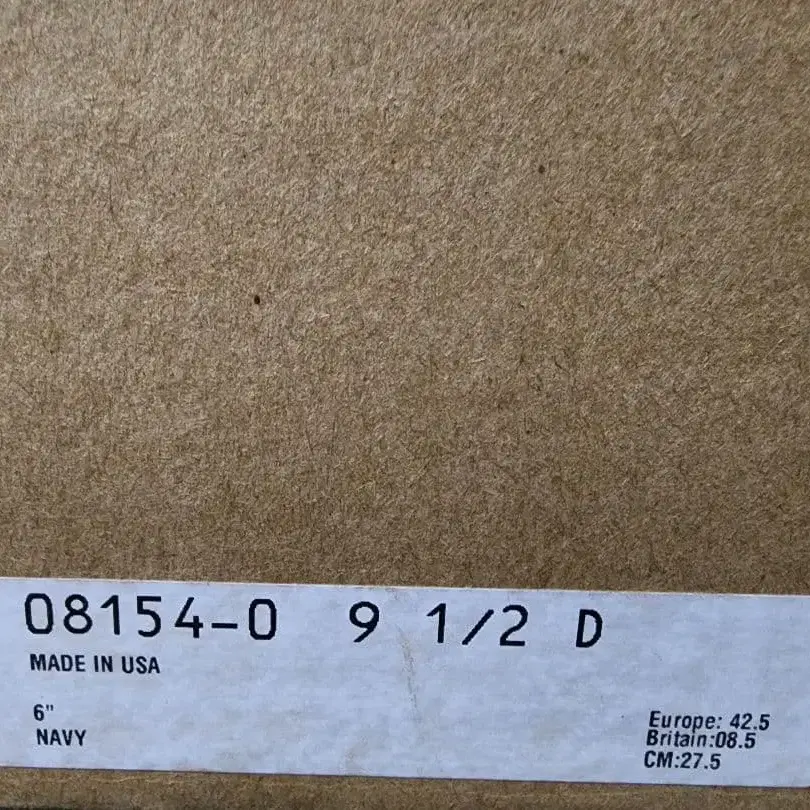 08154-0 9 1/2 D
MADE IN USA
6"
NAVY
Europe: 42.5
Britain:08.5
CM:27.5